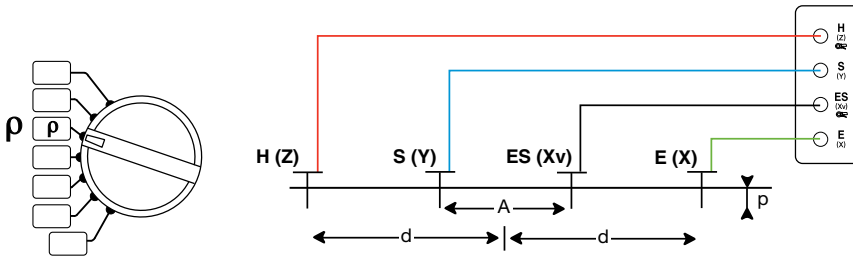 ρ ρ
H (Z) S (Y) ES (Xv) E (X)
A
d d
p
H
(Z)
S
(Y)
ES
(Xv)
E
(X)